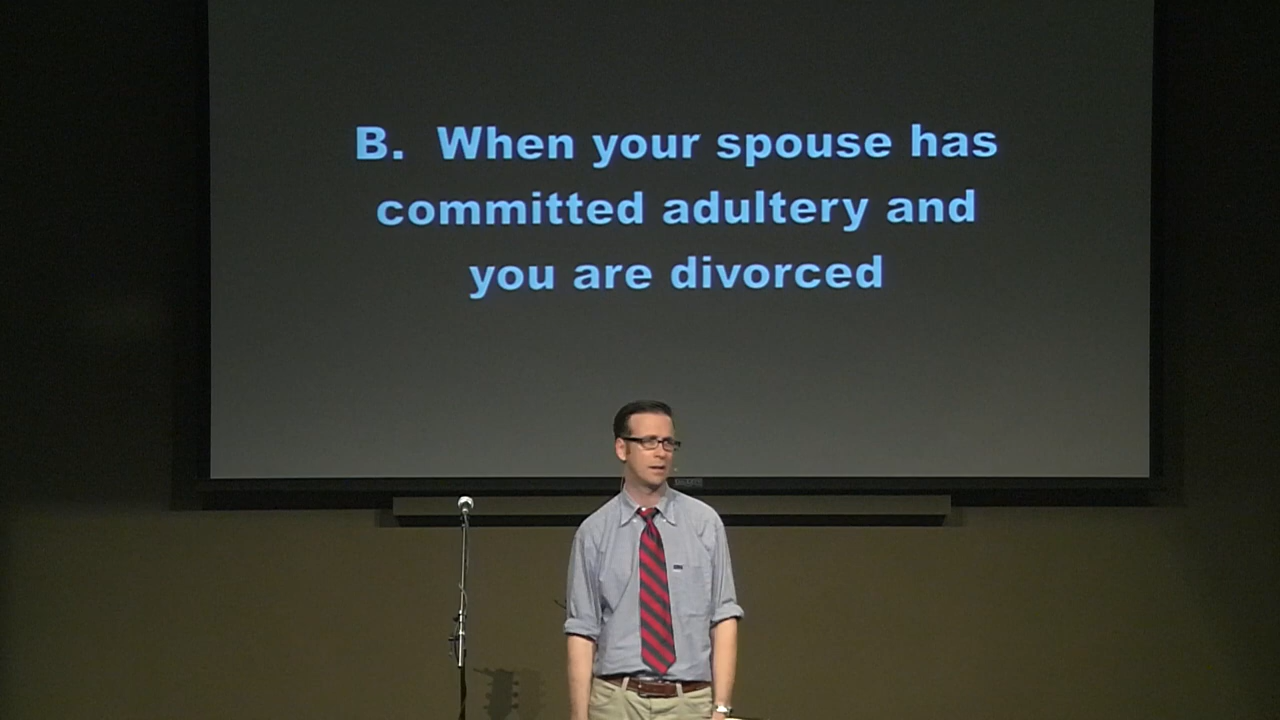 B. When your spouse has
committed adultery and
you are divorced